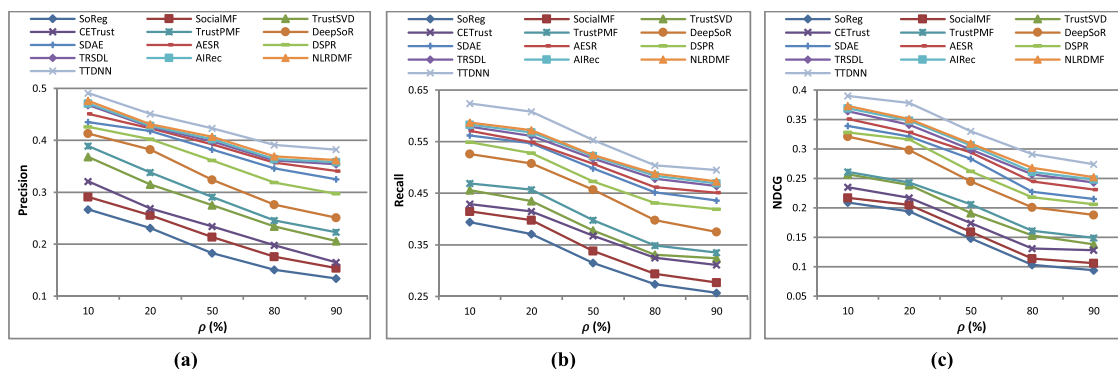 SoReg SocialMF TrustSVD
CETrust TrustPMF DeepSoR
SDAE AESR DSPR
TRSDL AIRec NLRDMF
TTDNN
0.5
0.4
0.3
0.2
0.1
Precision
10 20 50 80 90
ρ (%)
(a)
SoReg SocialMF TrustSVD
CETrust TrustPMF DeepSoR
SDAE AESR DSPR
TRSDL AIRec NLRDMF
TTDNN
0.65
0.55
0.45
0.35
0.25
Recall
10 20 50 80 90
ρ (%)
(b)
SoReg SocialMF TrustSVD
CETrust TrustPMF DeepSoR
SDAE AESR DSPR
TRSDL AIRec NLRDMF
TTDNN
0.4
0.35
0.3
0.25
0.2
0.15
0.1
0.05
NDCG
10 20 50 80 90
ρ (%)
(c)